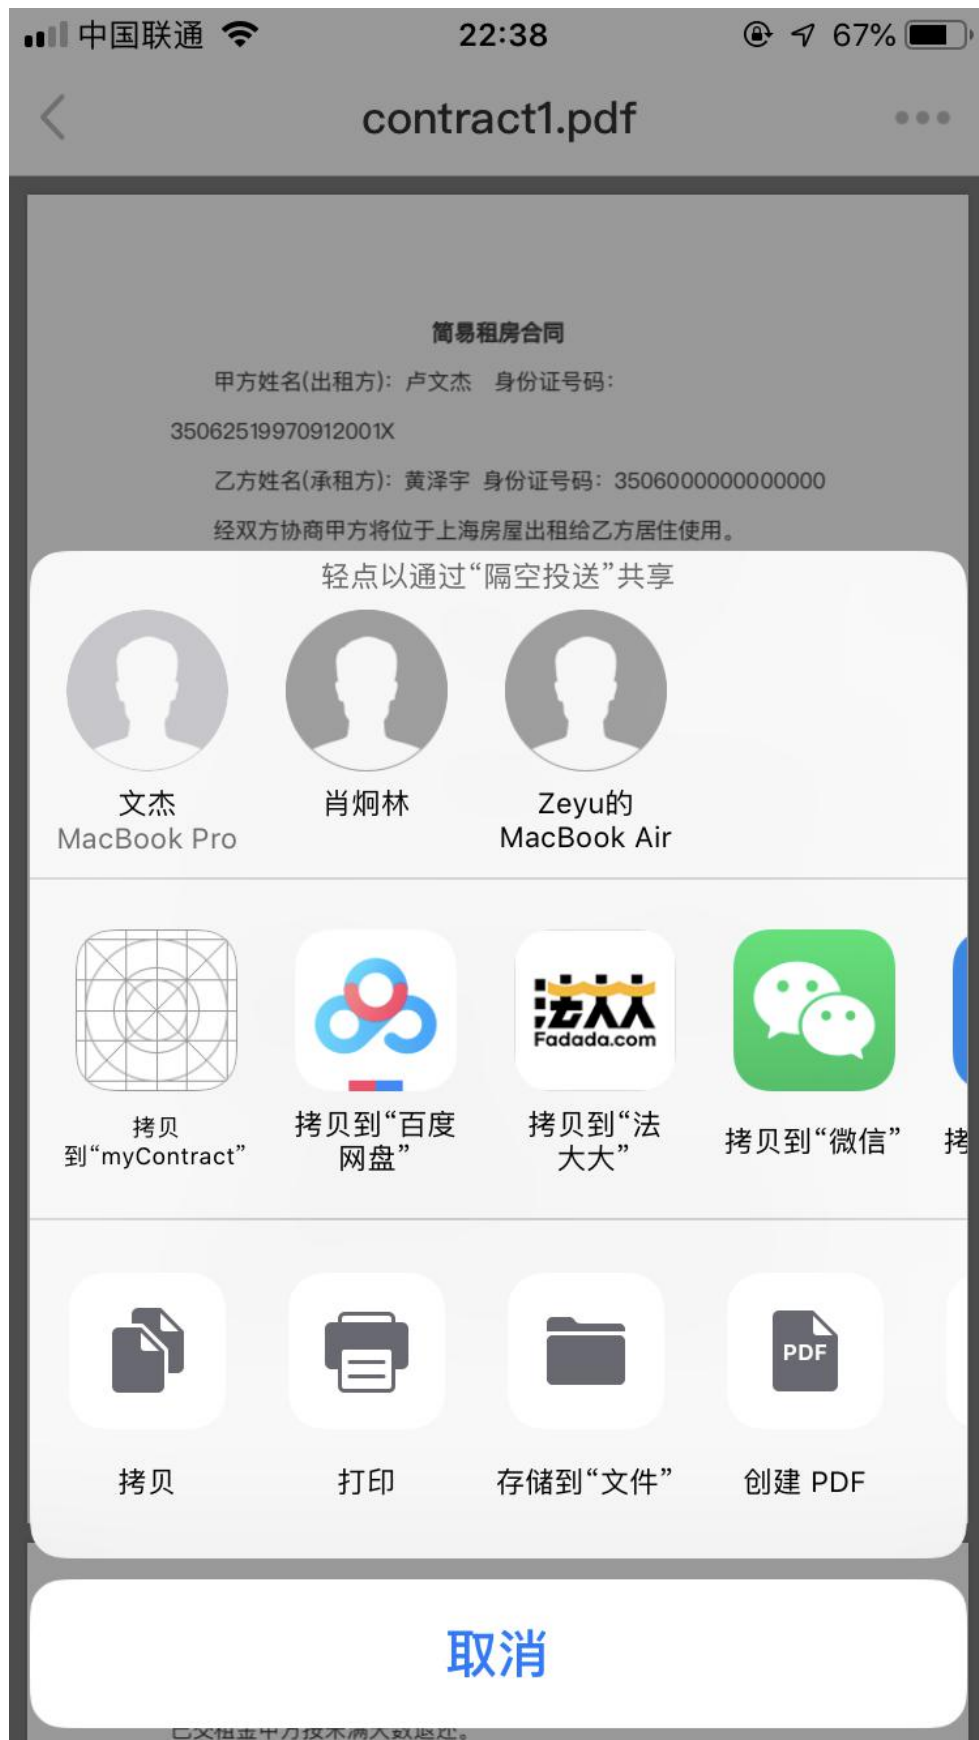 中国联通
22:38
67%
contract1.pdf
简易租房合同
甲方姓名(出租方)：卢文杰 身份证号码：
35062519970912001X
乙方姓名(承租方)：黄泽宇 身份证号码：3506000000000000
经双方协商甲方将位于上海房屋出租给乙方居住使用。
轻点以通过“隔空投送”共享
文杰
MacBook Pro
肖炯林
Zeyu的
MacBook Air
法大大
Fadada.com
拷贝
到“myContract”
拷贝到“百度
网盘”
拷贝到“法
大大”
拷贝到“微信”
拷
PDF
拷贝
打印
存储到“文件”
创建 PDF
取消